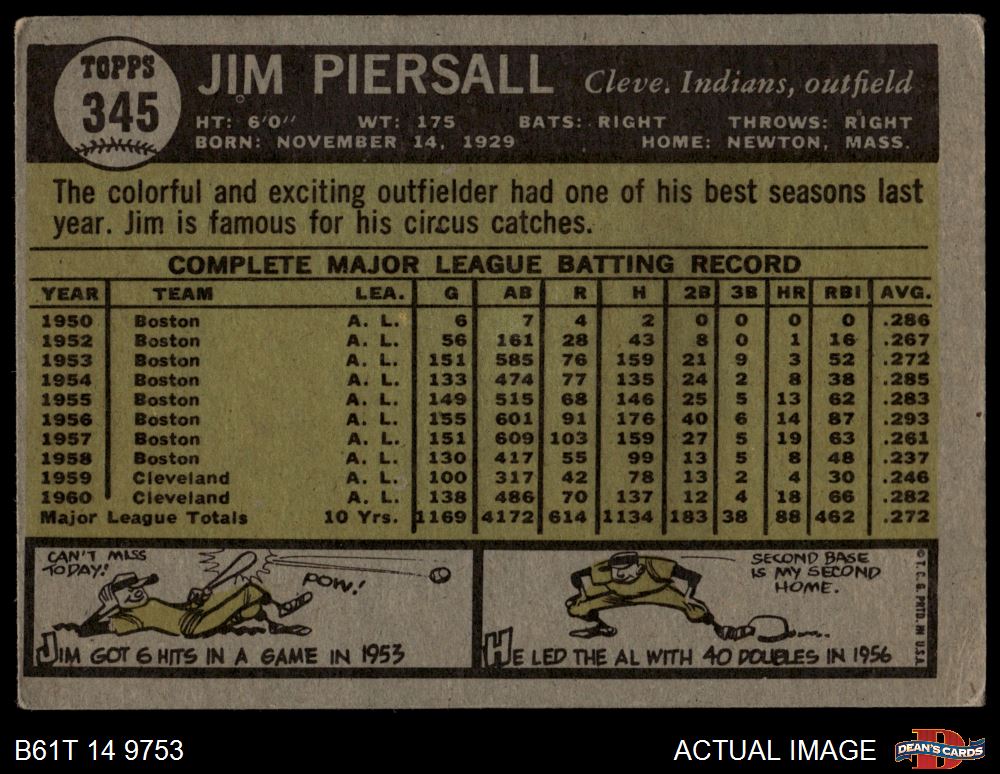 TOPPS
345
JIM PIERSALL Cleve. Indians, outfield
HT: 6'0" WT: 175 BATS: RIGHT THROWS: RIGHT
BORN: NOVEMBER 14, 1929 HOME: NEWTON, MASS.
The colorful and exciting outfielder had one of his best seasons last
year. Jim is famous for his circus catches.
COMPLETE MAJOR LEAGUE BATTING RECORD
YEAR TEAM LEA. G AB R H 2B 3B HR RBI AVG.
1950 Boston A. L. 6 7 4 2 0 0 0 0 .286
1952 Boston A. L. 56 161 28 43 8 0 1 16 .267
1953 Boston A. L. 151 585 76 159 21 9 3 52 .272
1954 Boston A. L. 133 474 77 135 24 2 8 38 .285
1955 Boston A. L. 149 515 68 146 25 5 13 62 .283
1956 Boston A. L. 155 601 91 176 40 6 14 87 .293
1957 Boston A. L. 151 609 103 159 27 5 19 63 .261
1958 Boston A. L. 130 417 55 99 13 5 8 48 .237
1959 Cleveland A. L. 100 317 42 78 13 2 4 30 .246
1960 Cleveland A. L. 138 486 70 137 12 4 18 66 .282
Major League Totals 10 Yrs. 1169 4172 614 1134 183 38 88 462 .272
CAN'T MISS
TODAY!
POW!
JIM GOT 6 HITS IN A GAME IN 1953
SECOND BASE
IS MY SECOND
HOME.
HE LED THE AL WITH 40 DOUBLES IN 1956
© T. C. G. PRTD. IN U.S.A.
B61T 14 9753
ACTUAL IMAGE
D
DEAN'S CARDS